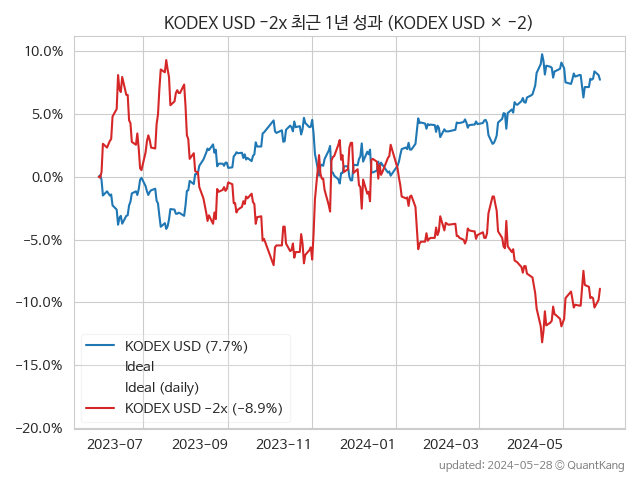 KODEX USD −2x 최근 1년 성과 (KODEX USD × −2)
10.0%
5.0%
0.0%
−5.0%
−10.0%
−15.0%
−20.0%
KODEX USD (7.7%)
Ideal
Ideal (daily)
KODEX USD −2x (−8.9%)
2023-07 2023-09 2023-11 2024-01 2024-03 2024-05
updated: 2024-05-28 © QuantKang